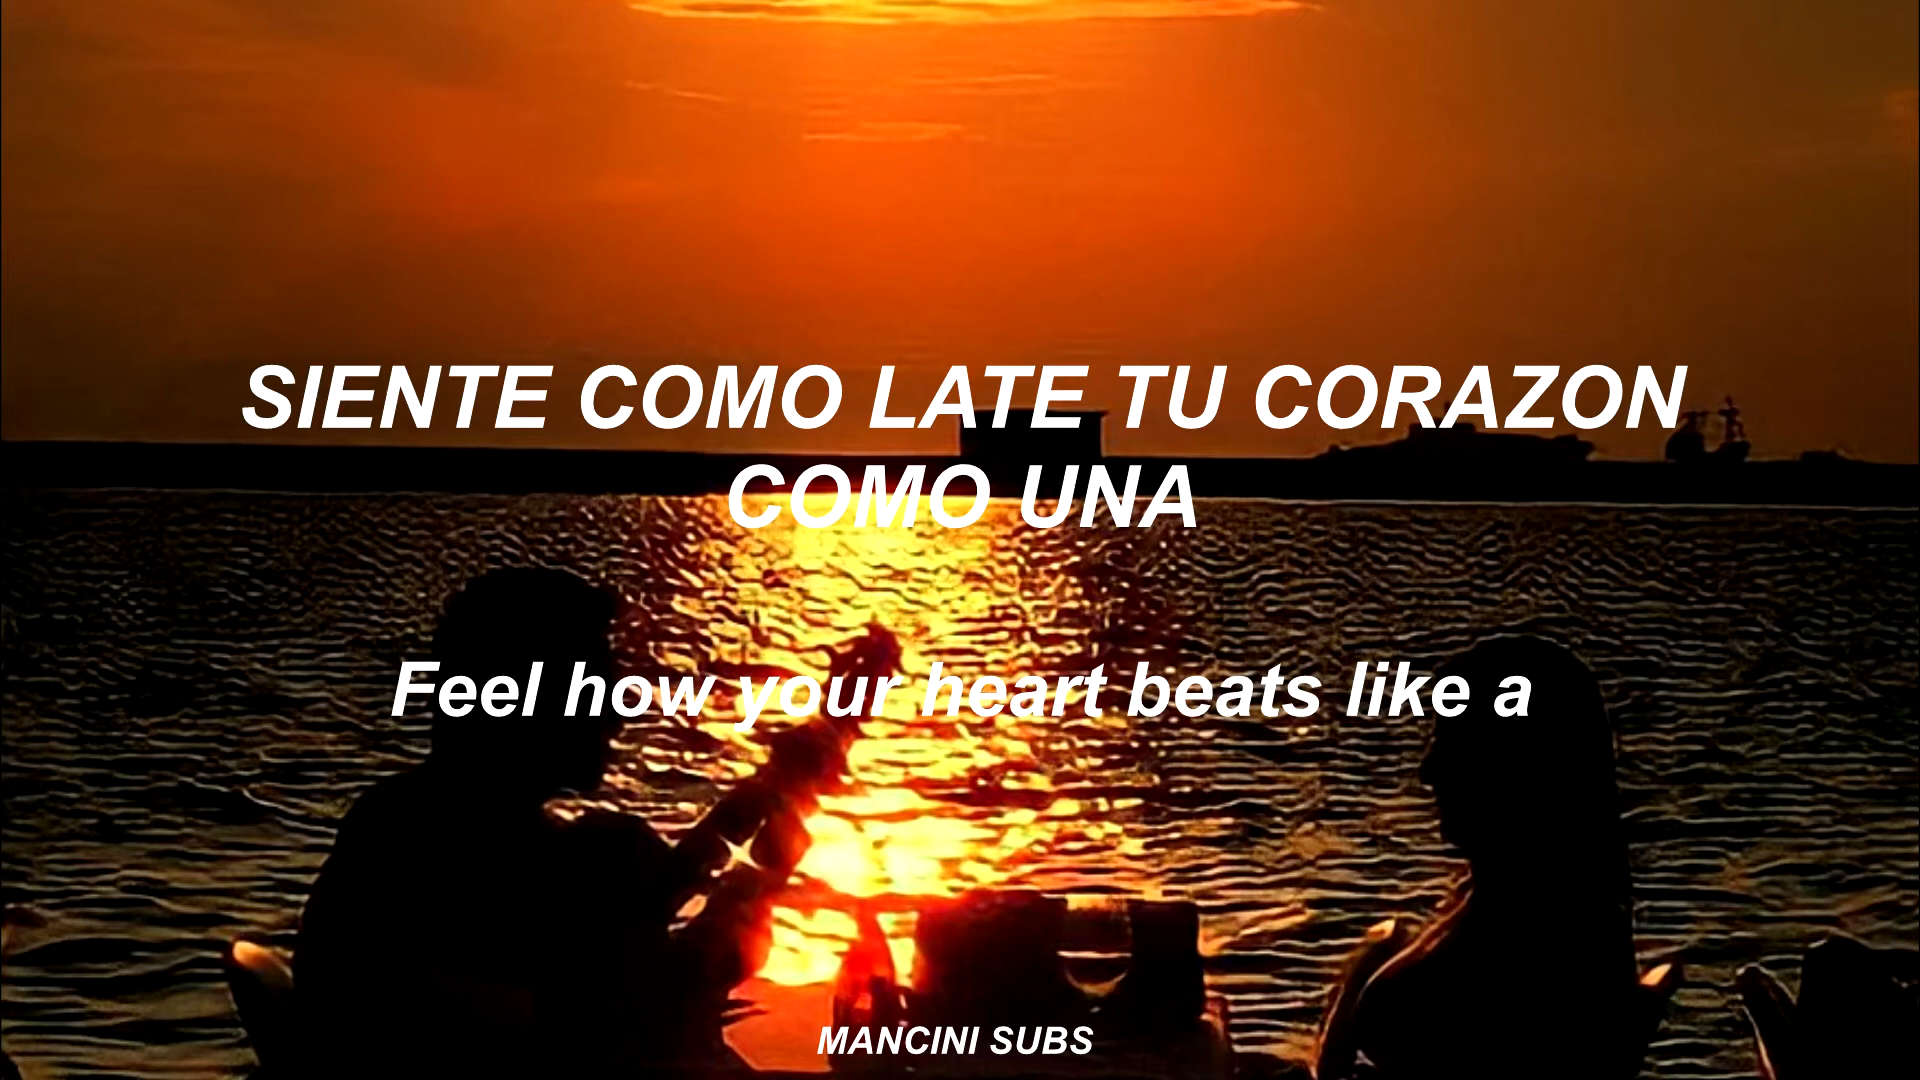 SIENTE COMO LATE TU CORAZON
COMO UNA
Feel how your heart beats like a
MANCINI SUBS